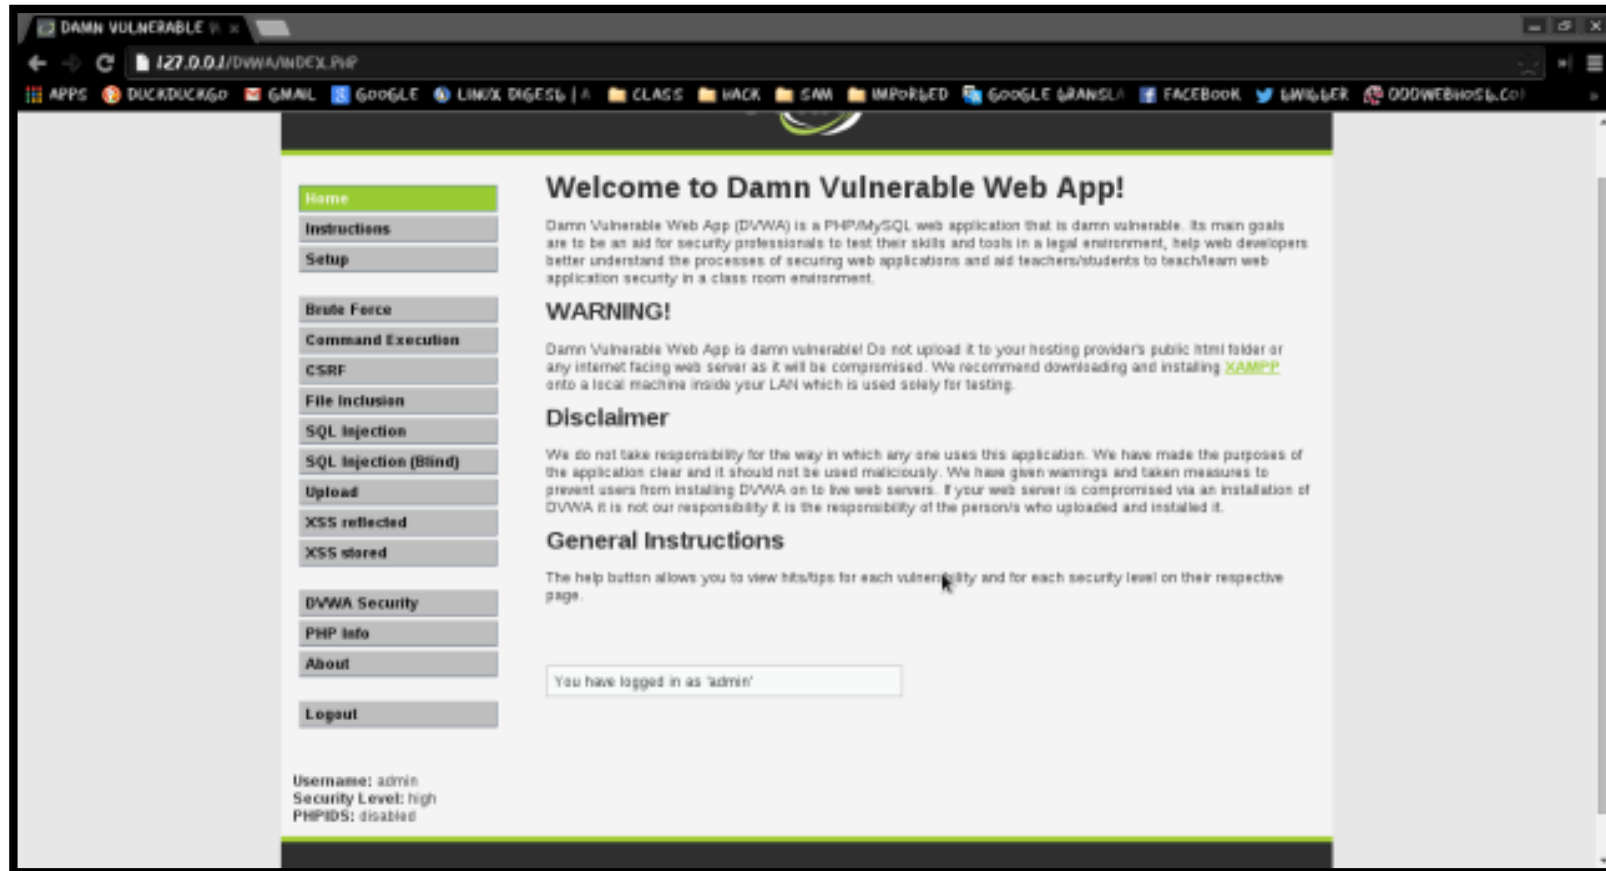 DAMN VULNERABLE
127.0.0.1/DVWA/INDEX.PHP
APPS DUCKDUCKGO GMAIL GOOGLE LINUX DIGEST | A CLASS HACK SAM IMPORTED GOOGLE TRANSLA FACEBOOK TWITTER 000WEBHOST.CO
Home
Instructions
Setup
Brute Force
Command Execution
CSRF
File Inclusion
SQL Injection
SQL Injection (Blind)
Upload
XSS reflected
XSS stored
DVWA Security
PHP Info
About
Logout
Username: admin
Security Level: high
PHPIDS: disabled
Welcome to Damn Vulnerable Web App!
Damn Vulnerable Web App (DVWA) is a PHP/MySQL web application that is damn vulnerable. Its main goals
are to be an aid for security professionals to test their skills and tools in a legal environment, help web developers
better understand the processes of securing web applications and aid teachers/students to teach/learn web
application security in a class room environment.
WARNING!
Damn Vulnerable Web App is damn vulnerable! Do not upload it to your hosting provider's public html folder or
any internet facing web server as it will be compromised. We recommend downloading and installing XAMPP
onto a local machine inside your LAN which is used solely for testing.
Disclaimer
We do not take responsibility for the way in which any one uses this application. We have made the purposes of
the application clear and it should not be used maliciously. We have given warnings and taken measures to
prevent users from installing DVWA on to live web servers. If your web server is compromised via an installation of
DVWA it is not our responsibility it is the responsibility of the person/s who uploaded and installed it.
General Instructions
The help button allows you to view hits/tips for each vulnerability and for each security level on their respective
page.
You have logged in as 'admin'